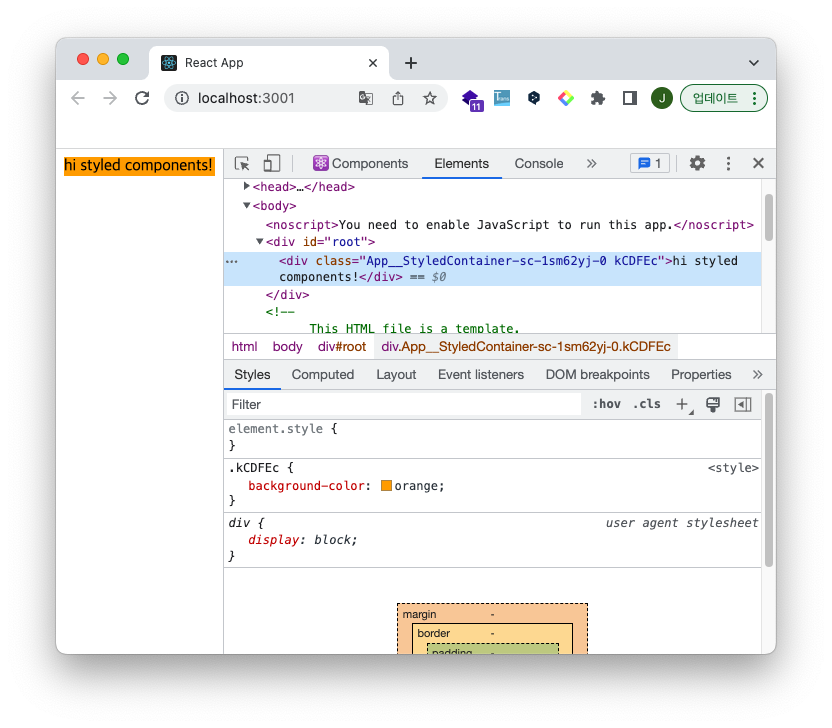 React App
localhost:3001
11
J
업데이트
hi styled components!
Components
Elements
Console
1
<head>…</head>
<body>
<noscript>You need to enable JavaScript to run this app.</noscript>
<div id="root">
<div class="App__StyledContainer-sc-1sm62yj-0 kCDFEc">hi styled
components!</div> == $0
</div>
<!--
This HTML file is a template.
html body div#root div.App__StyledContainer-sc-1sm62yj-0.kCDFEc
Styles Computed Layout Event listeners DOM breakpoints Properties
Filter :hov .cls
element.style {
}
.kCDFEc { <style>
background-color: orange;
}
div { user agent stylesheet
display: block;
}
margin -
border -
padding -